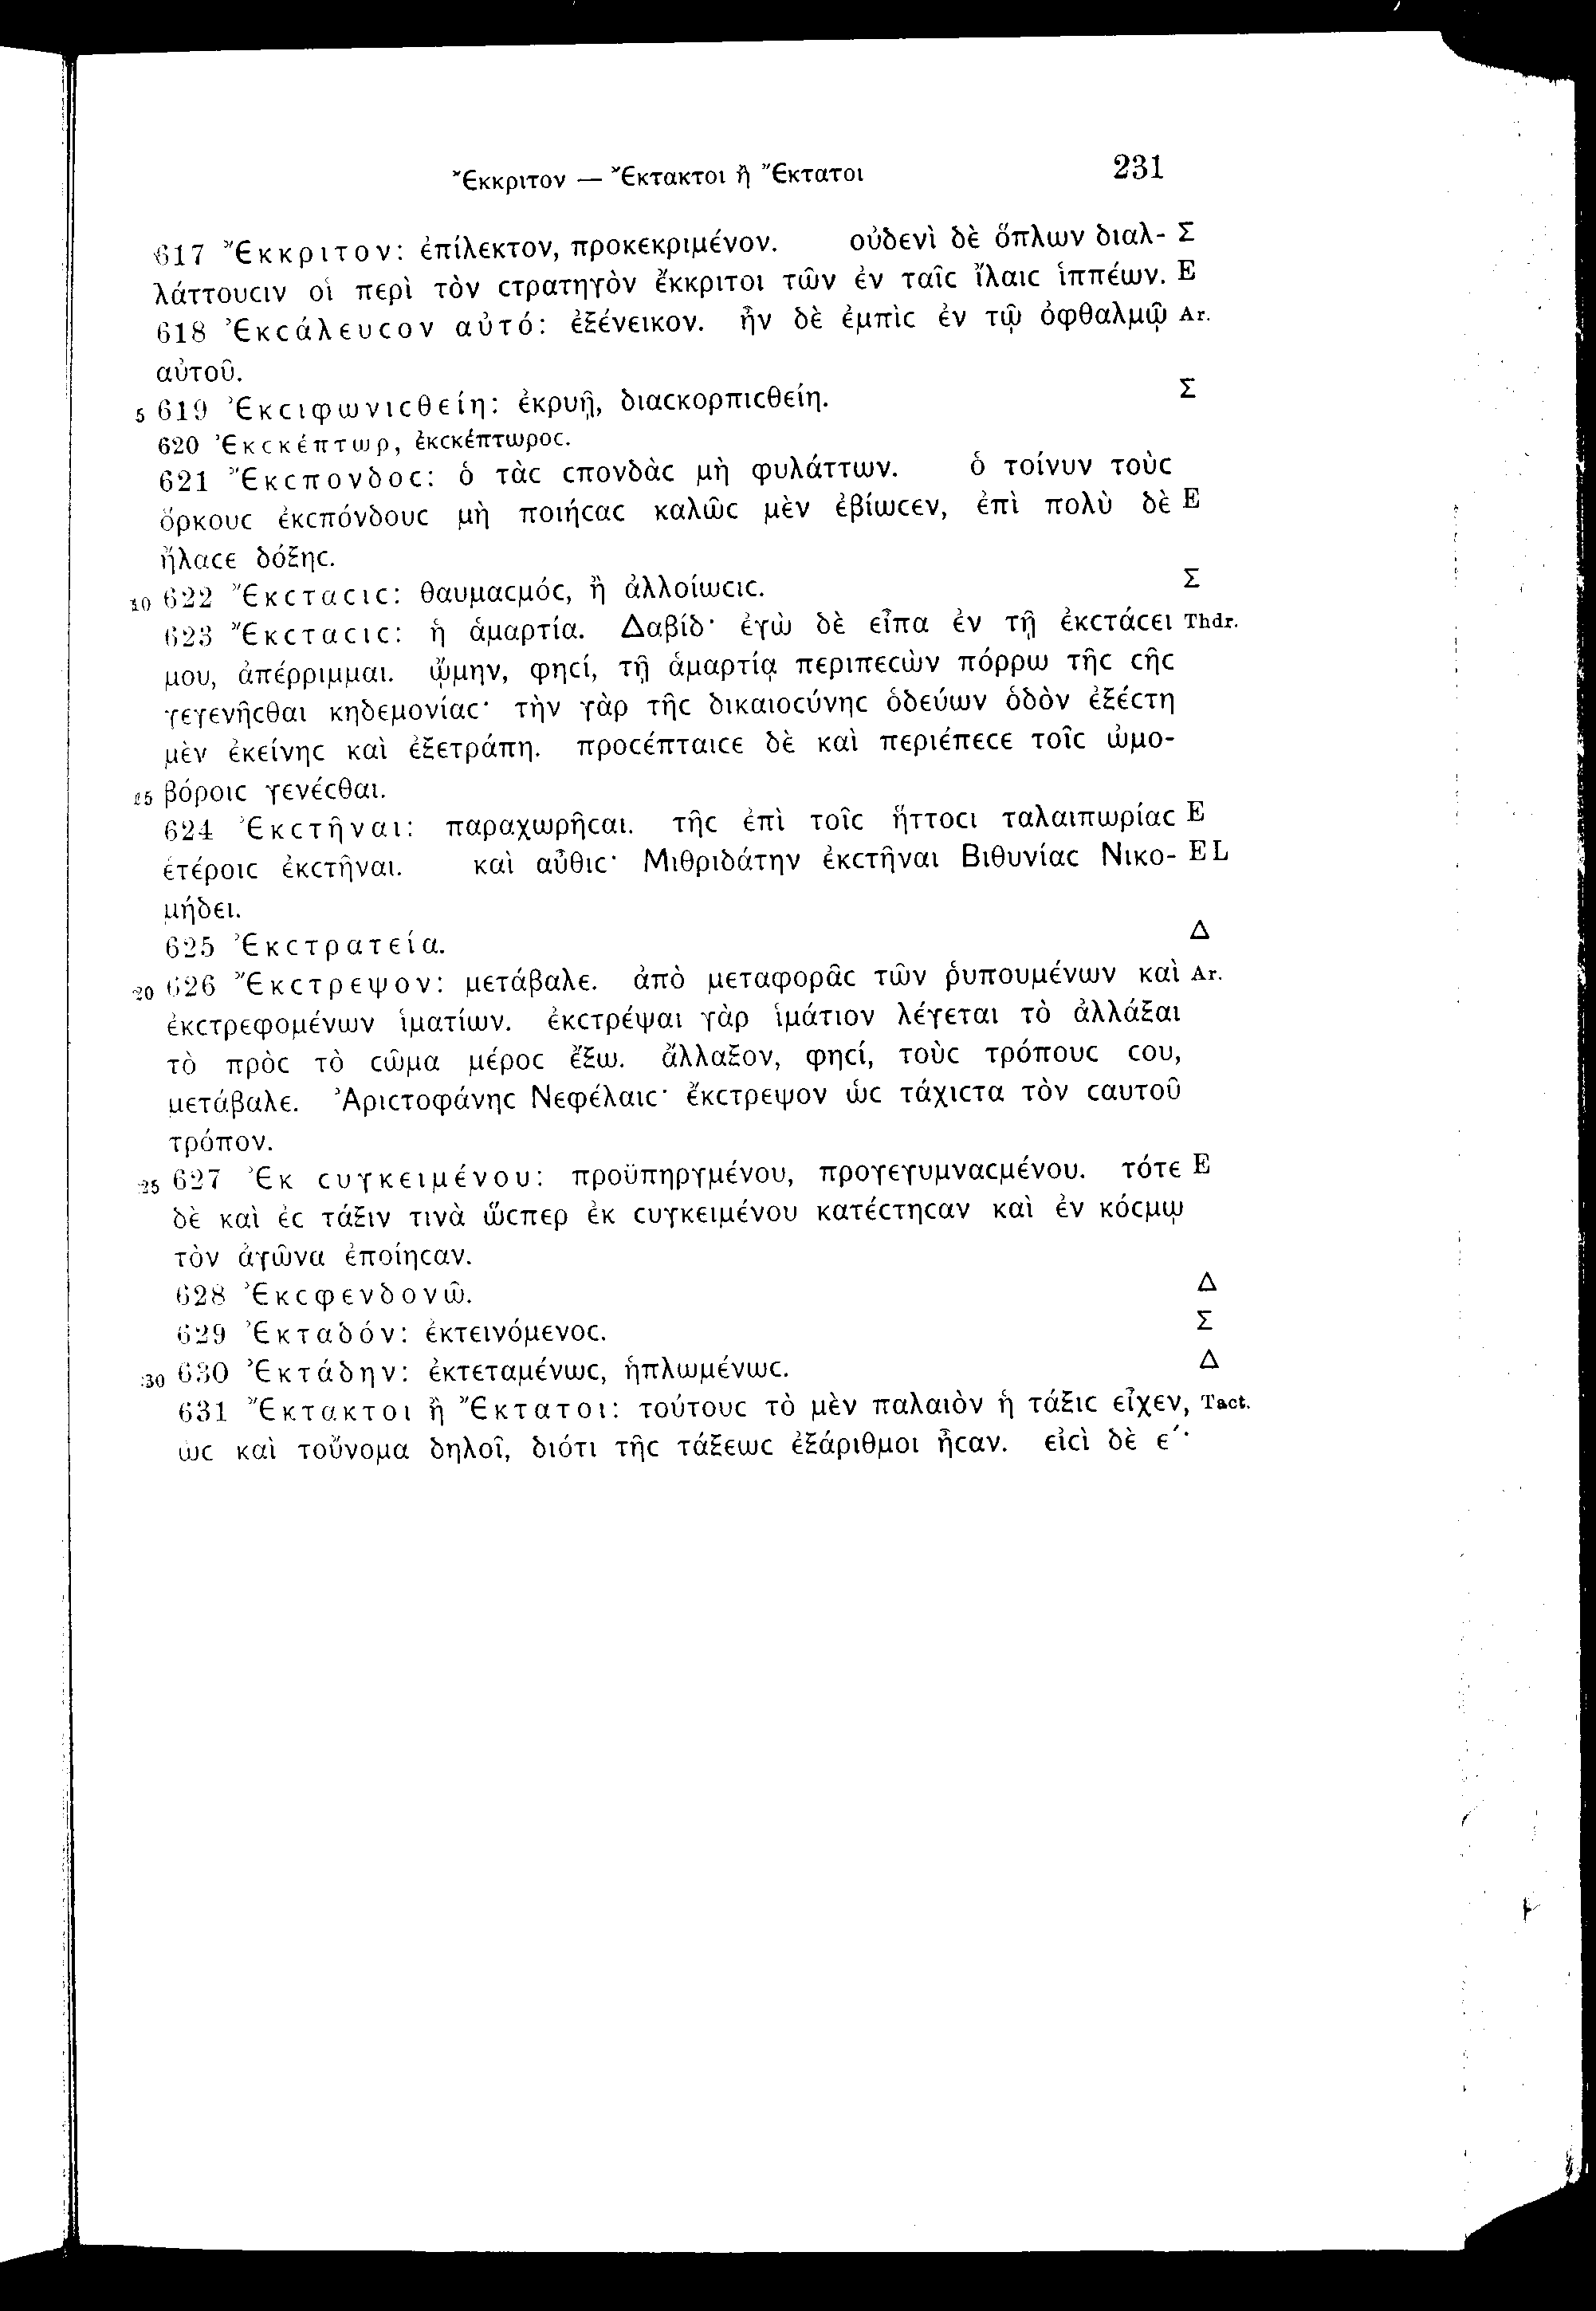 Ἔκκριτον — Ἔκτακτοι ἢ Ἔκτατοι 231
617 Ἔκκριτον: ἐπίλεκτον, προκεκριμένον. οὐδενὶ δὲ ὅπλων διαλ- Σ
λάττουϲιν οἱ περὶ τὸν ϲτρατηγὸν ἔκκριτοι τῶν ἐν ταῖϲ ἴλαιϲ ἱππέων. E
618 Ἐκϲάλευϲον αὐτό: ἐξένεικον. ἦν δὲ ἐμπὶϲ ἐν τῷ ὀφθαλμῷ Ar.
αὐτοῦ.
5 619 Ἐκϲιφωνιϲθείη: ἐκρυῇ, διαϲκορπιϲθείη. Σ
620 Ἐκϲκέπτωρ, ἐκϲκέπτωροϲ.
621 Ἔκϲπονδοϲ: ὁ τὰϲ ϲπονδὰϲ μὴ φυλάττων. ὁ τοίνυν τοὺϲ
ὅρκουϲ ἐκϲπόνδουϲ μὴ ποιήϲαϲ καλῶϲ μὲν ἐβίωϲεν, ἐπὶ πολὺ δὲ E
ἤλαϲε δόξηϲ.
10 622 Ἔκϲταϲιϲ: θαυμαϲμόϲ, ἢ ἀλλοίωϲιϲ. Σ
623 Ἔκϲταϲιϲ: ἡ ἁμαρτία. Δαβίδ· ἐγὼ δὲ εἶπα ἐν τῇ ἐκϲτάϲει Thdr.
μου, ἀπέρριμμαι. ᾤμην, φηϲί, τῇ ἁμαρτίᾳ περιπεϲὼν πόρρω τῆϲ ϲῆϲ
γεγενῆϲθαι κηδεμονίαϲ· τὴν γὰρ τῆϲ δικαιοϲύνηϲ ὁδεύων ὁδὸν ἐξέϲτη
μὲν ἐκείνηϲ καὶ ἐξετράπη. προϲέπταιϲε δὲ καὶ περιέπεϲε τοῖϲ ὠμο-
15 βόροιϲ γενέϲθαι.
624 Ἐκϲτῆναι: παραχωρῆϲαι. τῆϲ ἐπὶ τοῖϲ ἥττοϲι ταλαιπωρίαϲ E
ἑτέροιϲ ἐκϲτῆναι. καὶ αὖθιϲ· Μιθριδάτην ἐκϲτῆναι Βιθυνίαϲ Νικο- EL
μήδει.
625 Ἐκϲτρατεία. Δ
20 626 Ἔκϲτρεψον: μετάβαλε. ἀπὸ μεταφορᾶϲ τῶν ῥυπουμένων καὶ Ar.
ἐκϲτρεφομένων ἱματίων. ἐκϲτρέψαι γὰρ ἱμάτιον λέγεται τὸ ἀλλάξαι
τὸ πρὸϲ τὸ ϲῶμα μέροϲ ἔξω. ἄλλαξον, φηϲί, τοὺϲ τρόπουϲ ϲου,
μετάβαλε. Ἀριϲτοφάνηϲ Νεφέλαιϲ· ἔκϲτρεψον ὡϲ τάχιϲτα τὸν ϲαυτοῦ
τρόπον.
25 627 Ἐκ ϲυγκειμένου: προϋπηργμένου, προγεγυμναϲμένου. τότε E
δὲ καὶ ἐϲ τάξιν τινὰ ὥϲπερ ἐκ ϲυγκειμένου κατέϲτηϲαν καὶ ἐν κόϲμῳ
τὸν ἀγῶνα ἐποίηϲαν.
628 Ἐκϲφενδονῶ. Δ
629 Ἐκταδόν: ἐκτεινόμενοϲ. Σ
30 630 Ἐκτάδην: ἐκτεταμένωϲ, ἡπλωμένωϲ. Δ
631 Ἔκτακτοι ἢ Ἔκτατοι: τούτουϲ τὸ μὲν παλαιὸν ἡ τάξιϲ εἶχεν, Tact.
ὡϲ καὶ τοὔνομα δηλοῖ, διότι τῆϲ τάξεωϲ ἐξάριθμοι ἦϲαν. εἰϲὶ δὲ ε΄·